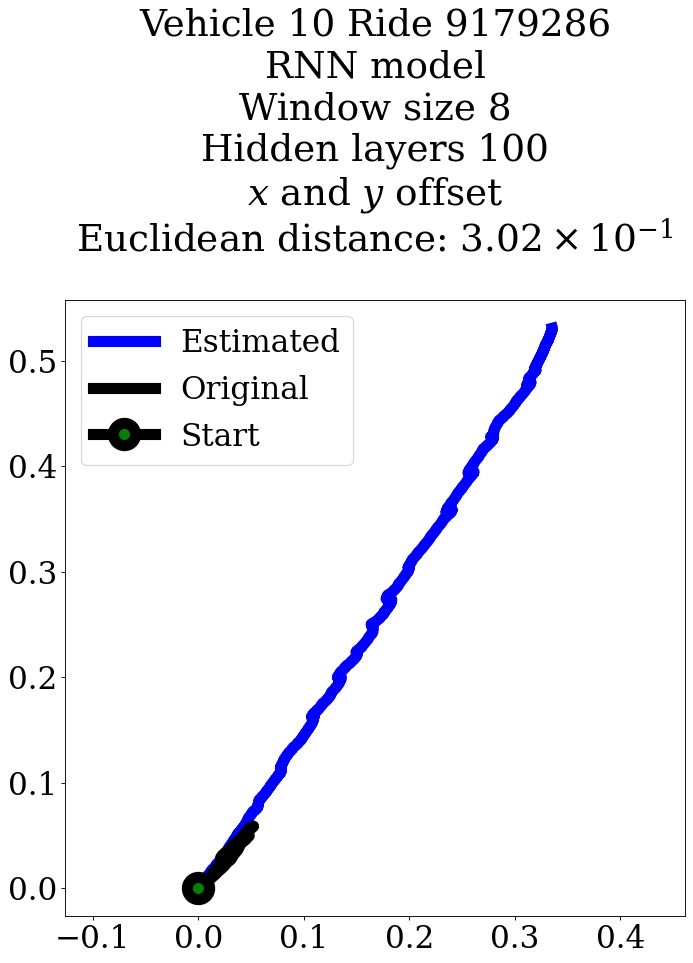 Vehicle 10 Ride 9179286
RNN model
Window size 8
Hidden layers 100
x and y offset
Euclidean distance: 3.02 × 10⁻¹
Estimated
Original
Start
0.5
0.4
0.3
0.2
0.1
0.0
−0.1 0.0 0.1 0.2 0.3 0.4